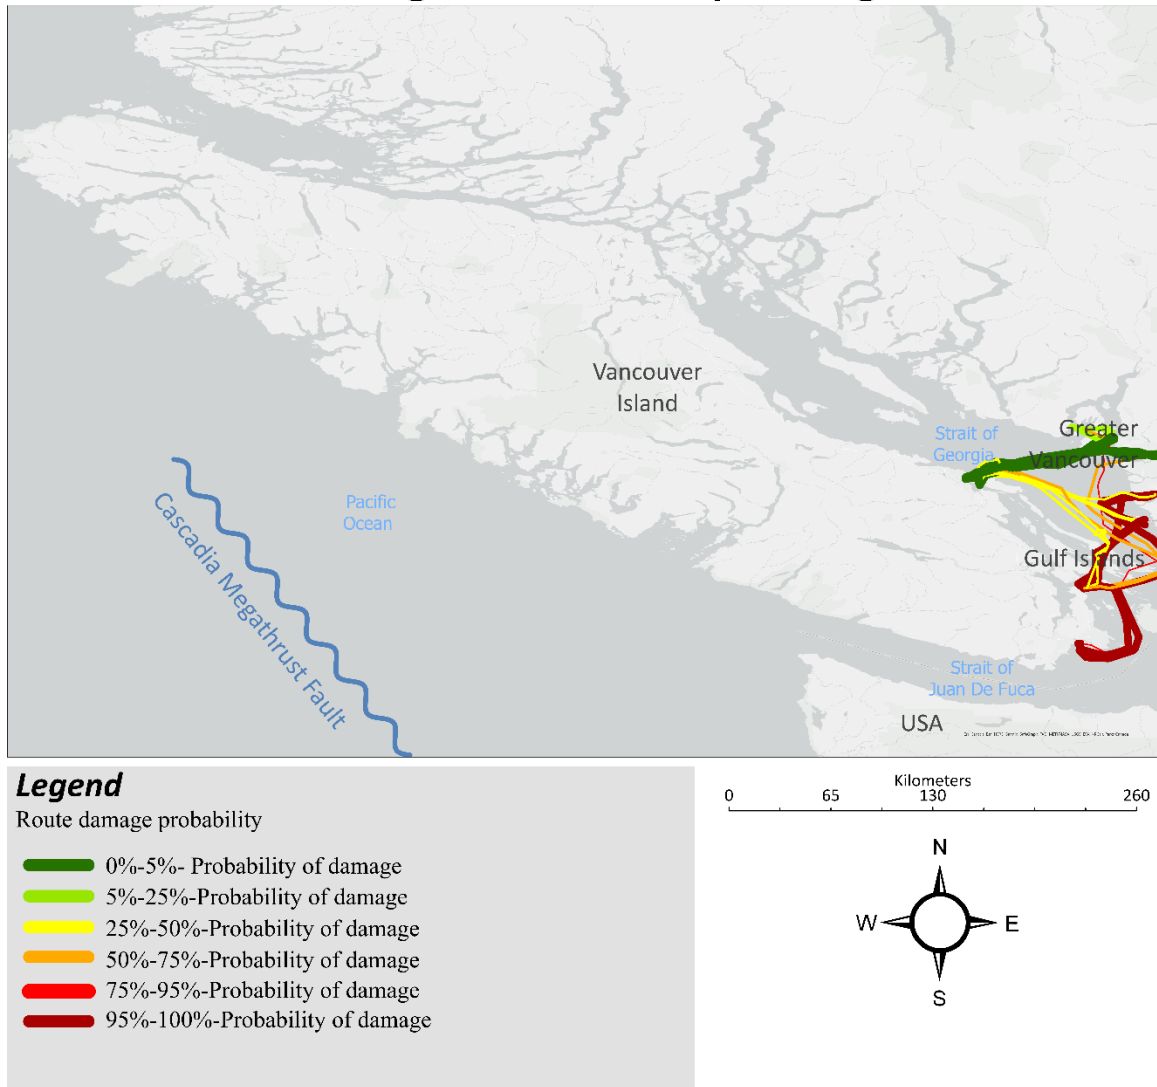 Greater
Vancouver
Strait of
Georgia
Vancouver
Island
Pacific
Ocean
Cascadia Megathrust Fault
Gulf Islands
Strait of
Juan De Fuca
USA
Legend
Route damage probability
0%-5%- Probability of damage
5%-25%-Probability of damage
25%-50%-Probability of damage
50%-75%-Probability of damage
75%-95%-Probability of damage
95%-100%-Probability of damage
Kilometers
0 65 130 260
N
W E
S